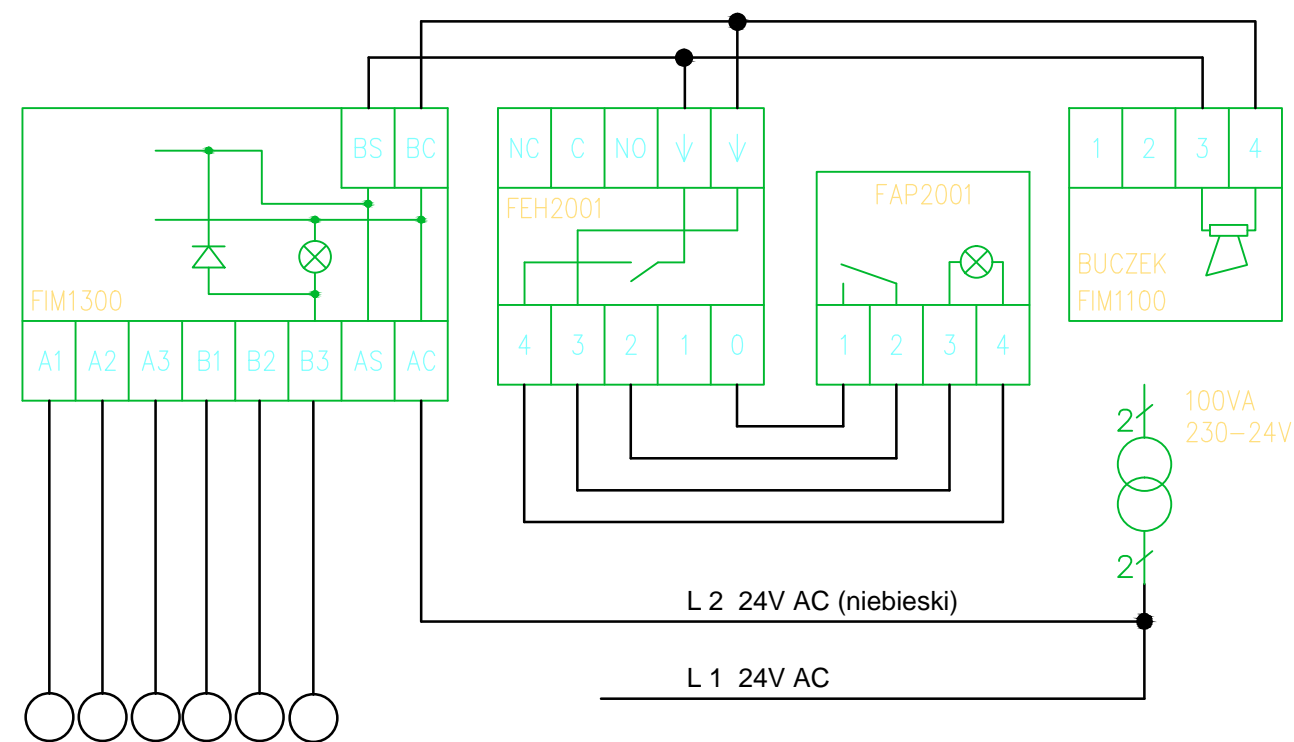 BS BC
FIM1300
A1 A2 A3 B1 B2 B3 AS AC
NC C NO ↓ ↓
FEH2001
4 3 2 1 0
FAP2001
1 2 3 4
1 2 3 4
BUCZEK
FIM1100
2
100VA
230-24V
2
L 2 24V AC (niebieski)
L 1 24V AC